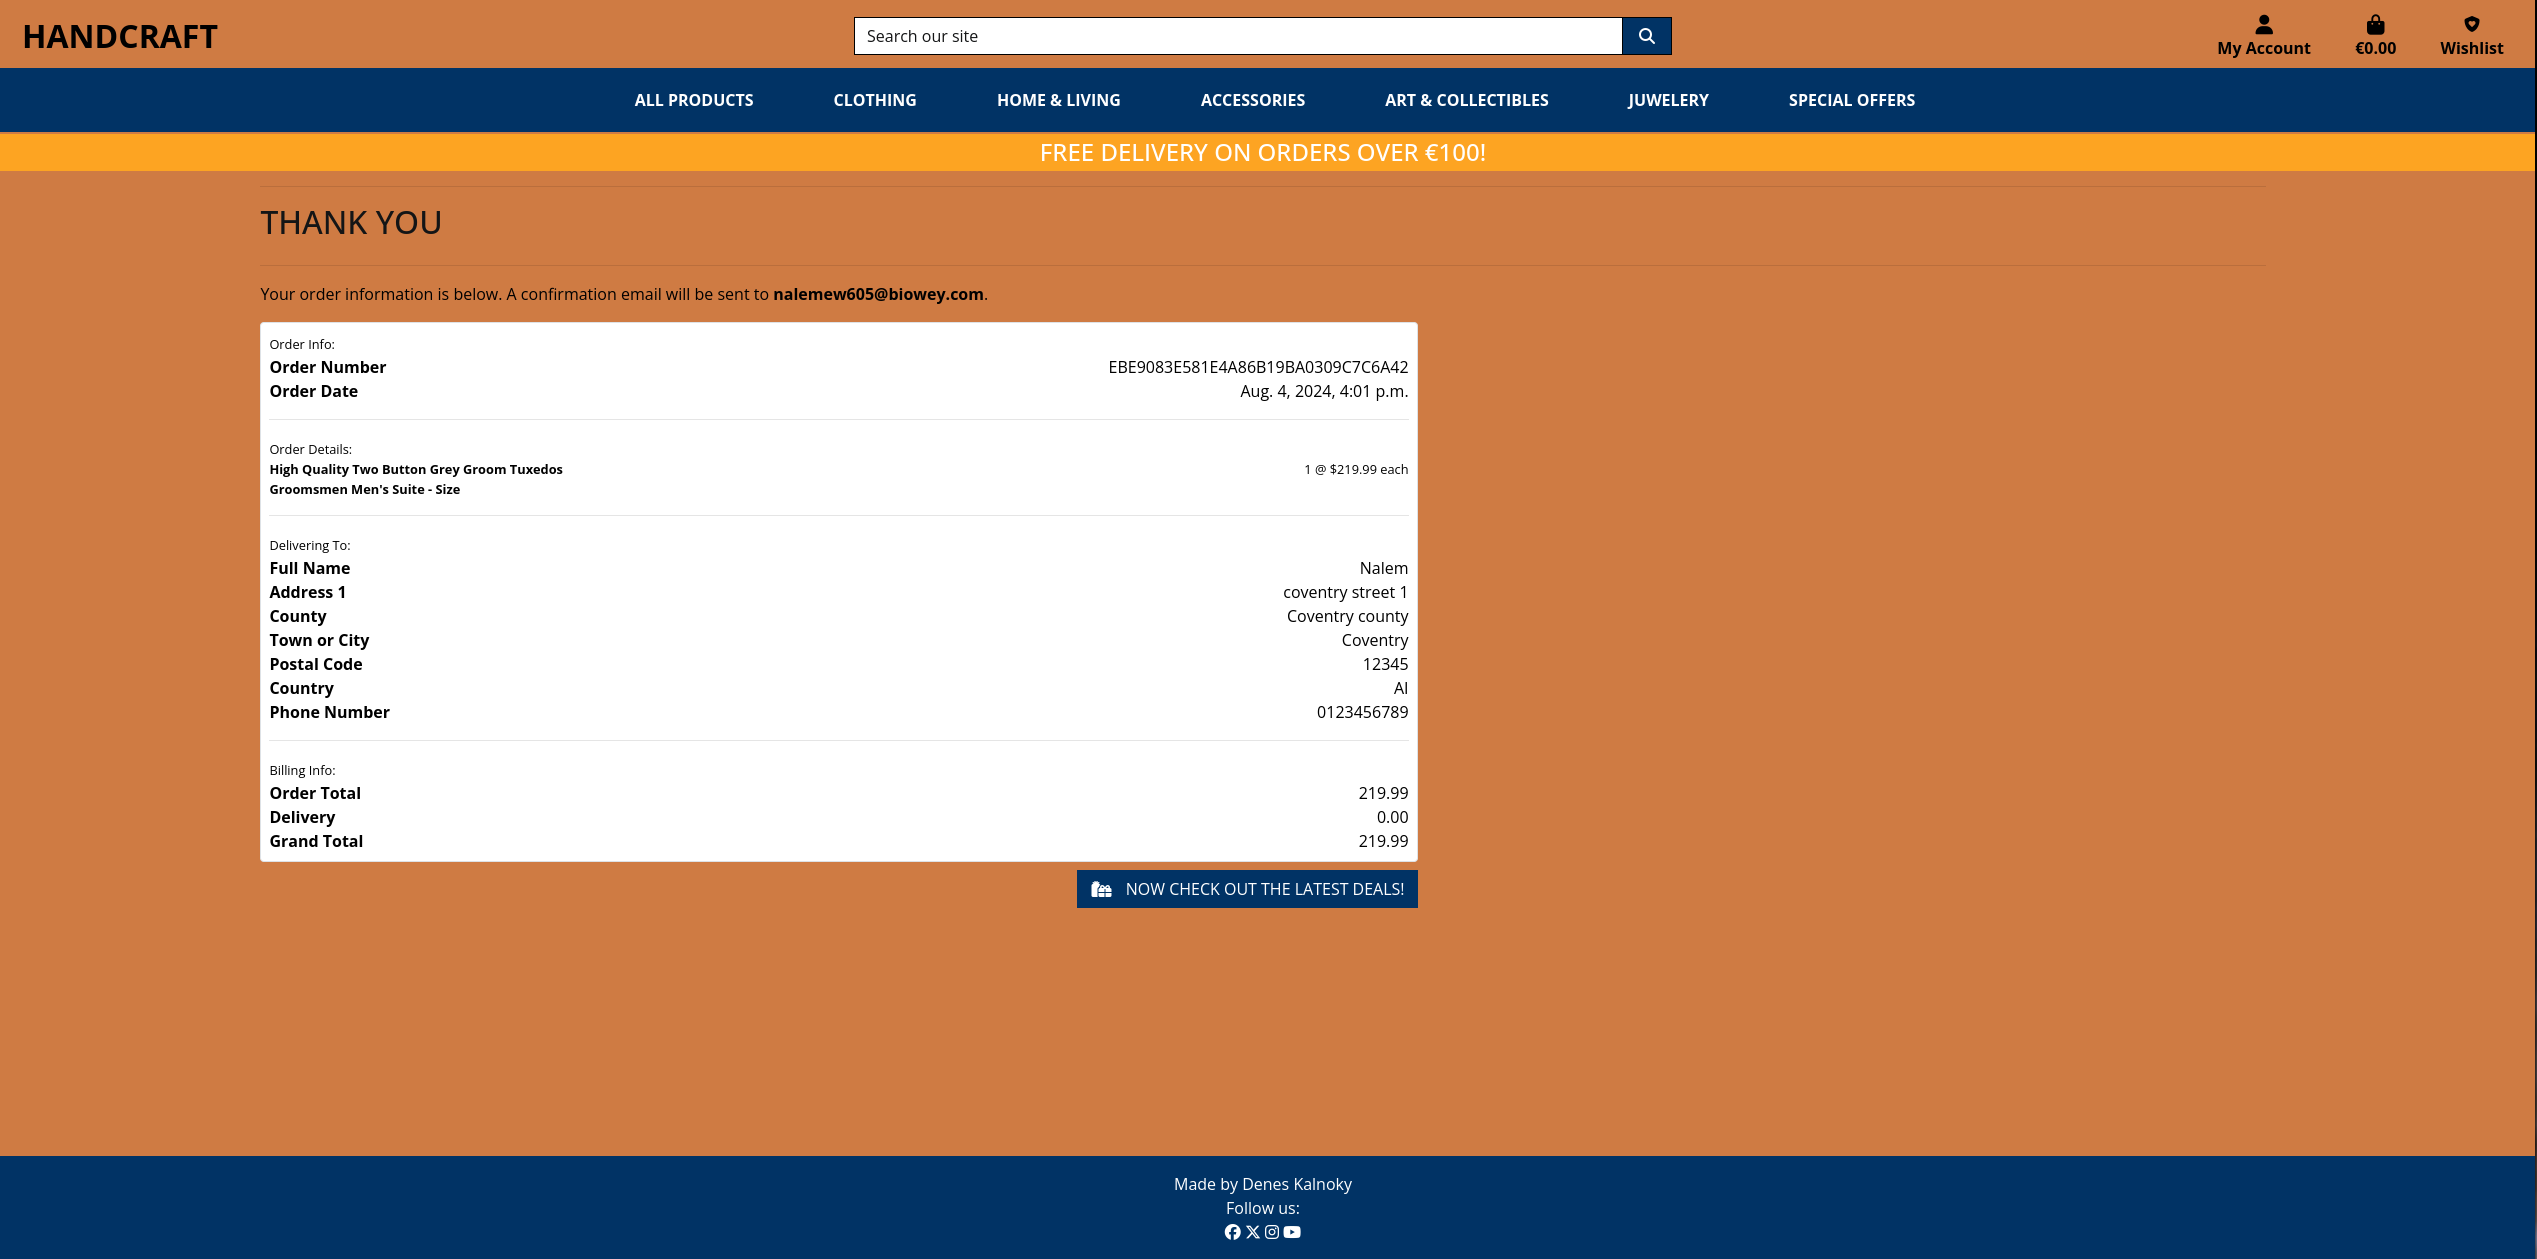 HANDCRAFT
Search our site
My Account
€0.00
Wishlist
ALL PRODUCTS CLOTHING HOME & LIVING ACCESSORIES ART & COLLECTIBLES JUWELERY SPECIAL OFFERS
FREE DELIVERY ON ORDERS OVER €100!
THANK YOU
Your order information is below. A confirmation email will be sent to nalemew605@biowey.com.
Order Info:
Order Number EBE9083E581E4A86B19BA0309C7C6A42
Order Date Aug. 4, 2024, 4:01 p.m.
Order Details:
High Quality Two Button Grey Groom Tuxedos 1 @ $219.99 each
Groomsmen Men's Suite - Size
Delivering To:
Full Name Nalem
Address 1 coventry street 1
County Coventry county
Town or City Coventry
Postal Code 12345
Country AI
Phone Number 0123456789
Billing Info:
Order Total 219.99
Delivery 0.00
Grand Total 219.99
NOW CHECK OUT THE LATEST DEALS!
Made by Denes Kalnoky
Follow us: